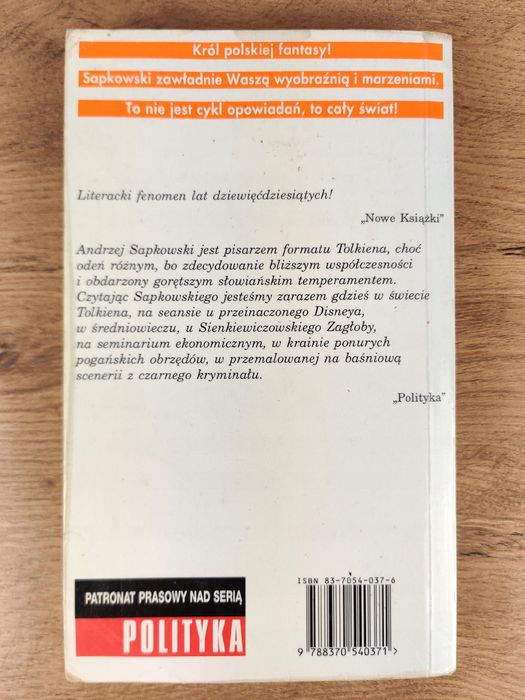 Król polskiej fantasy!
Sapkowski zawładnie Waszą wyobraźnią i marzeniami.
To nie jest cykl opowiadań, to cały świat!
Literacki fenomen lat dziewięćdziesiątych!
„Nowe Książki”
Andrzej Sapkowski jest pisarzem formatu Tolkiena, choć
odeń różnym, bo zdecydowanie bliższym współczesności
i obdarzony gorętszym słowiańskim temperamentem.
Czytając Sapkowskiego jesteśmy zarazem gdzieś w świecie
Tolkiena, na seansie u przeinaczonego Disneya,
w średniowieczu, u Sienkiewiczowskiego Zagłoby,
na seminarium ekonomicznym, w krainie ponurych
pogańskich obrzędów, w przemalowanej na baśniową
scenerii z czarnego kryminału.
„Polityka”
PATRONAT PRASOWY NAD SERIĄ
POLITYKA
ISBN 83-7054-037-6
9 788370 540371 >